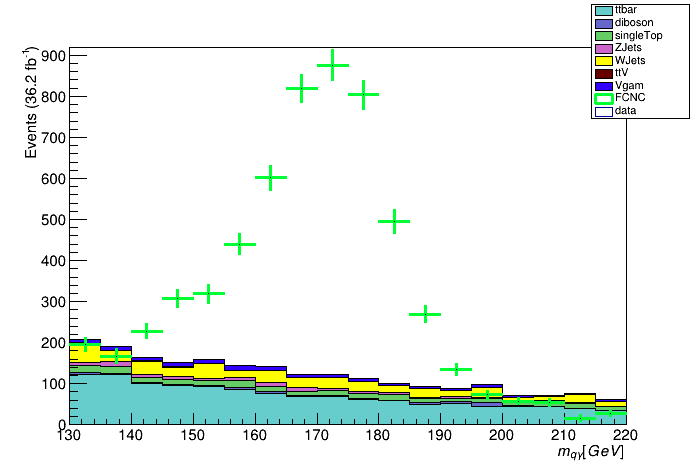 ttbar
diboson
singleTop
ZJets
WJets
ttV
Vgam
FCNC
data
Events (36.2 fb⁻¹)
900
800
700
600
500
400
300
200
100
0
130 140 150 160 170 180 190 200 210 220
m_qγ[GeV]